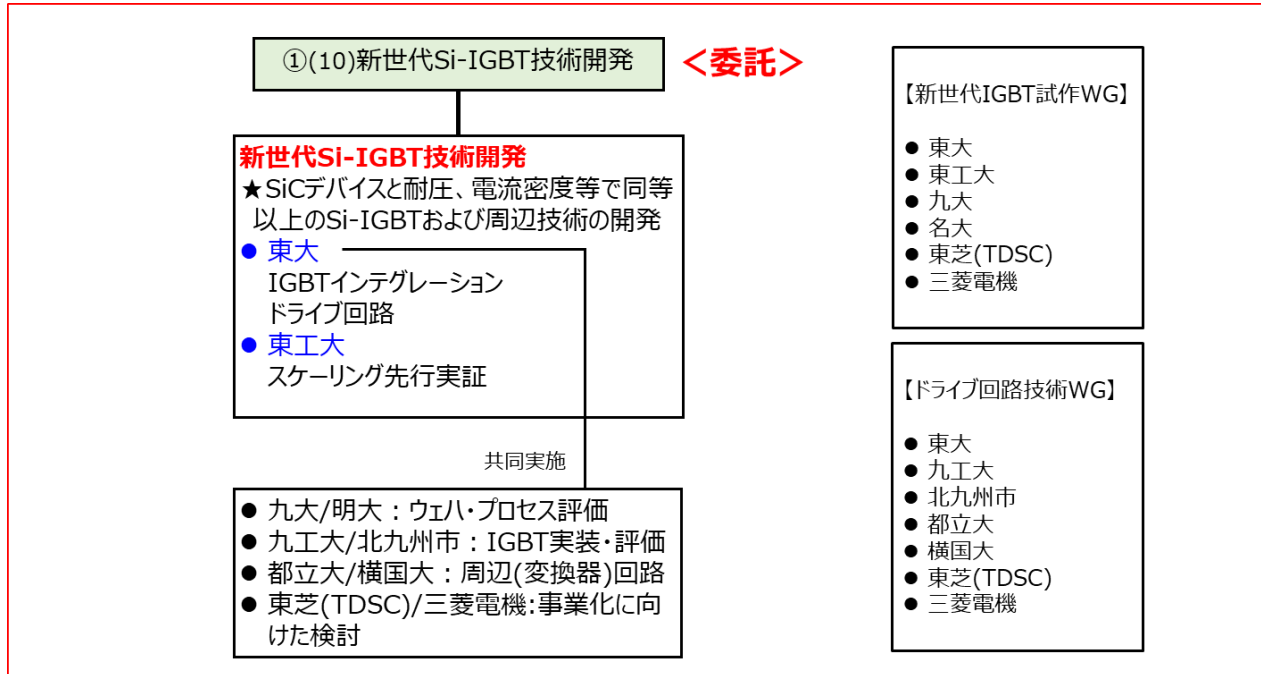 ①(10)新世代Si-IGBT技術開発
＜委託＞
新世代Si-IGBT技術開発
★SiCデバイスと耐圧、電流密度等で同等
以上のSi-IGBTおよび周辺技術の開発
● 東大
IGBTインテグレーション
ドライブ回路
● 東工大
スケーリング先行実証
共同実施
● 九大/明大：ウェハ・プロセス評価
● 九工大/北九州市：IGBT実装・評価
● 都立大/横国大：周辺(変換器)回路
● 東芝(TDSC)/三菱電機:事業化に向
けた検討
【新世代IGBT試作WG】
● 東大
● 東工大
● 九大
● 名大
● 東芝(TDSC)
● 三菱電機
【ドライブ回路技術WG】
● 東大
● 九工大
● 北九州市
● 都立大
● 横国大
● 東芝(TDSC)
● 三菱電機